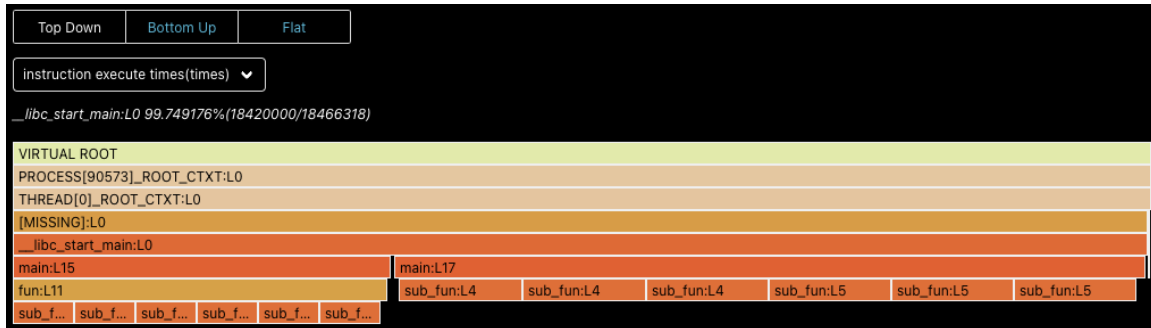 Top Down Bottom Up Flat
instruction execute times(times)
__libc_start_main:L0 99.749176%(18420000/18466318)
VIRTUAL ROOT
PROCESS[90573]_ROOT_CTXT:L0
THREAD[0]_ROOT_CTXT:L0
[MISSING]:L0
__libc_start_main:L0
main:L15 main:L17
fun:L11 sub_fun:L4 sub_fun:L4 sub_fun:L4 sub_fun:L5 sub_fun:L5 sub_fun:L5
sub_f... sub_f... sub_f... sub_f... sub_f... sub_f...